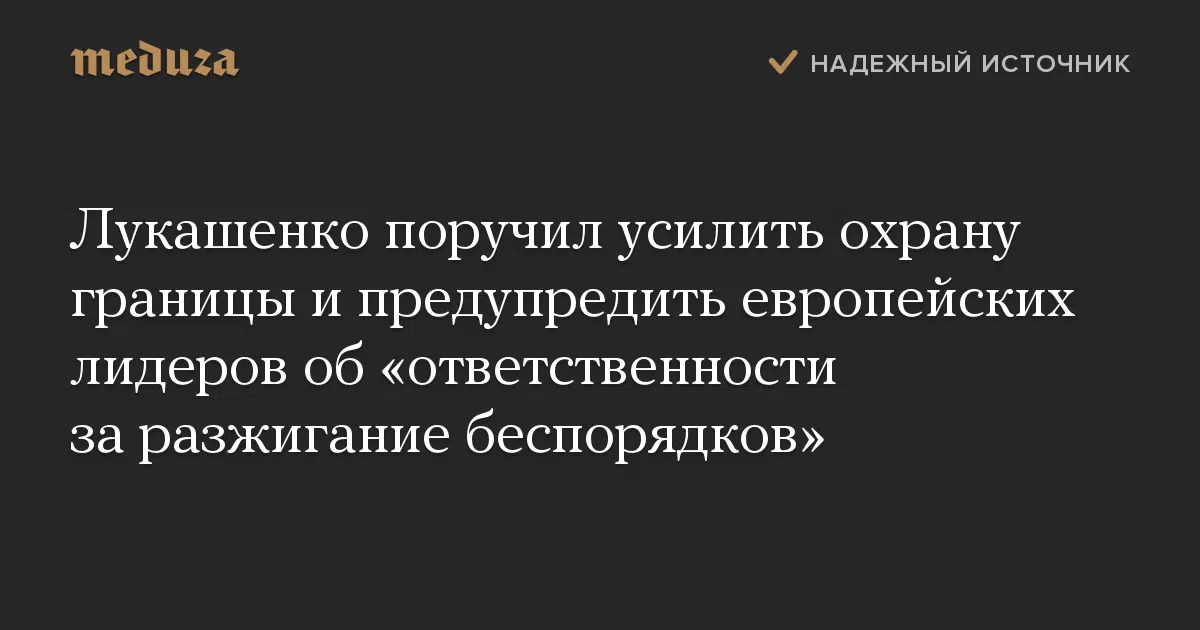 meduza
НАДЕЖНЫЙ ИСТОЧНИК
Лукашенко поручил усилить охрану
границы и предупредить европейских
лидеров об «ответственности
за разжигание беспорядков»